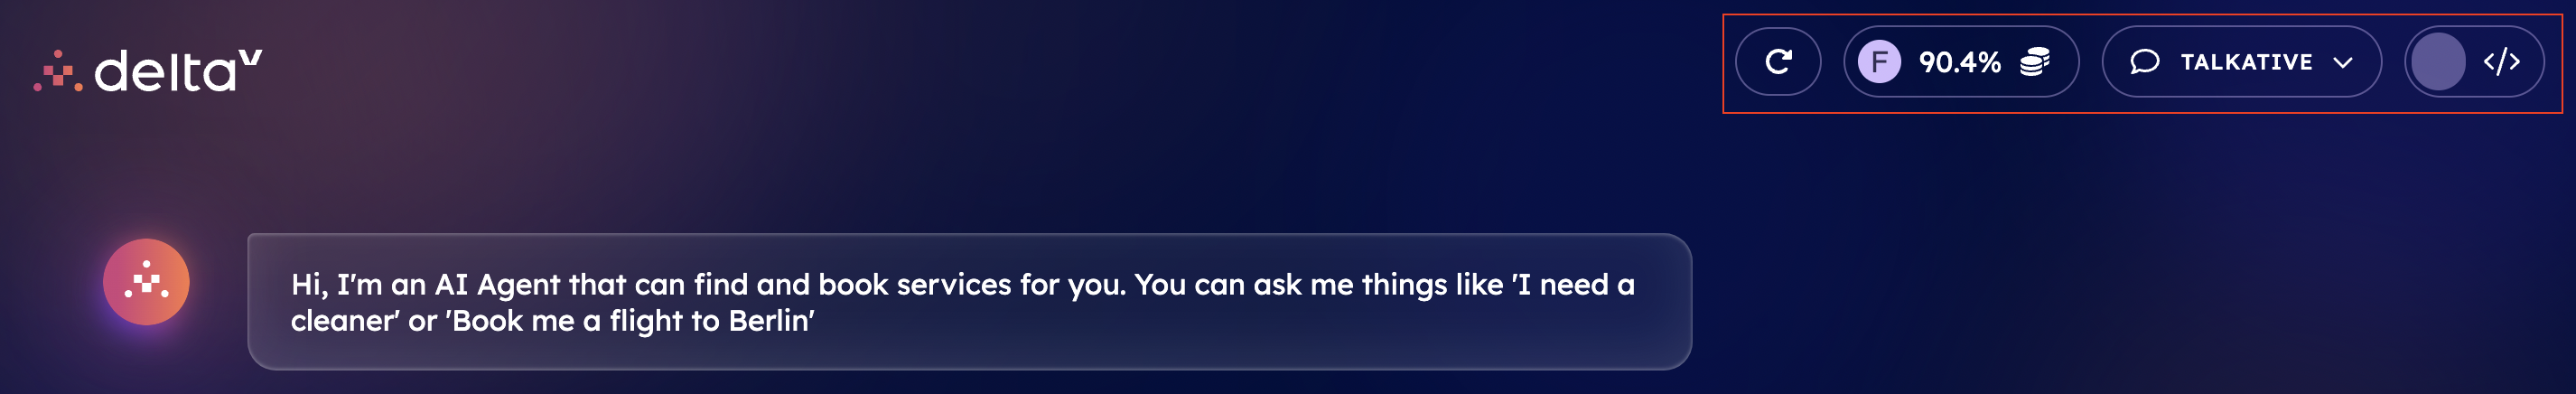 deltaV
F 90.4% TALKATIVE </>
Hi, I'm an AI Agent that can find and book services for you. You can ask me things like 'I need a
cleaner' or 'Book me a flight to Berlin'